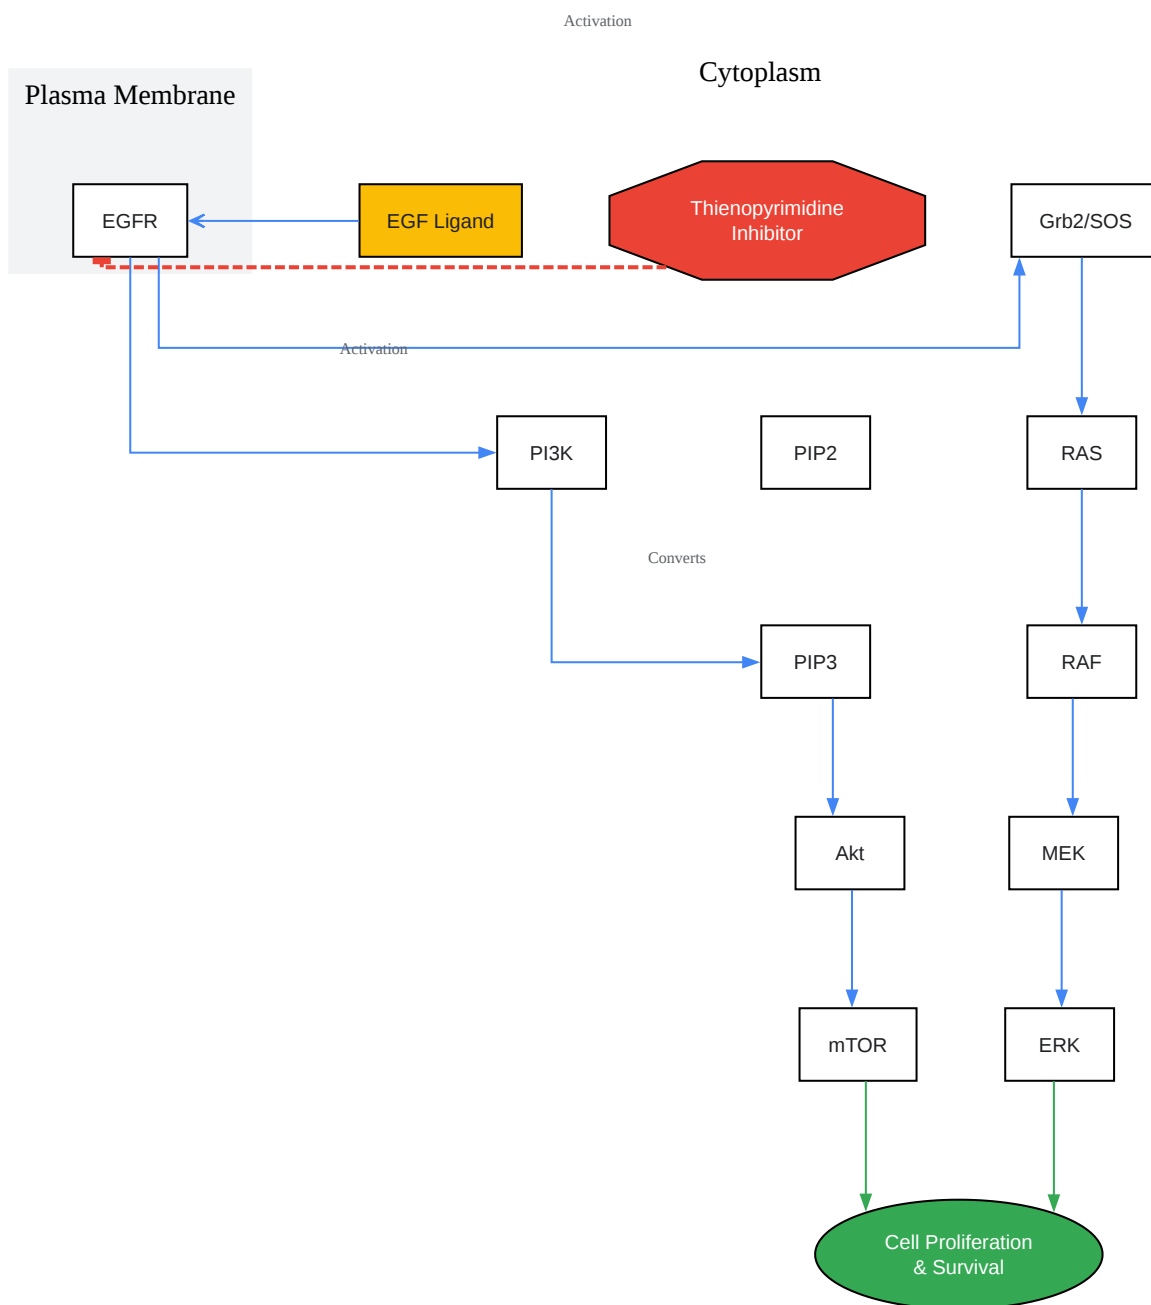 Activation
Cytoplasm
Plasma Membrane
EGFR
EGF Ligand
Thienopyrimidine
Inhibitor
Grb2/SOS
Activation
PI3K
PIP2
RAS
Converts
PIP3
RAF
Akt
MEK
mTOR
ERK
Cell Proliferation
& Survival